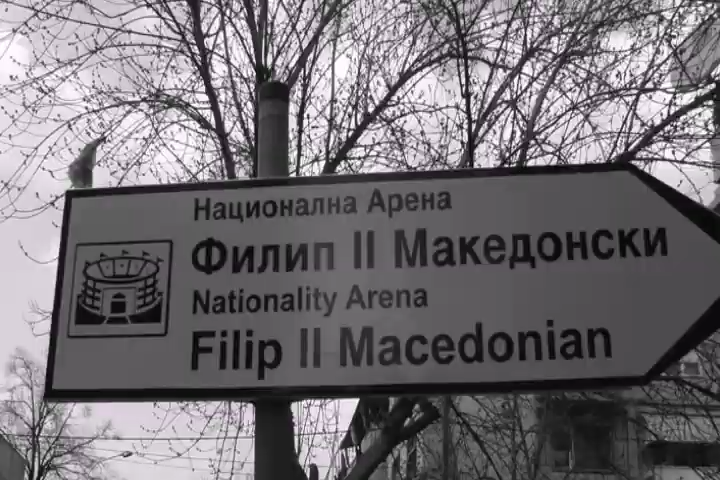 Национална Арена
Филип II Македонски
Nationality Arena
Filip II Macedonian